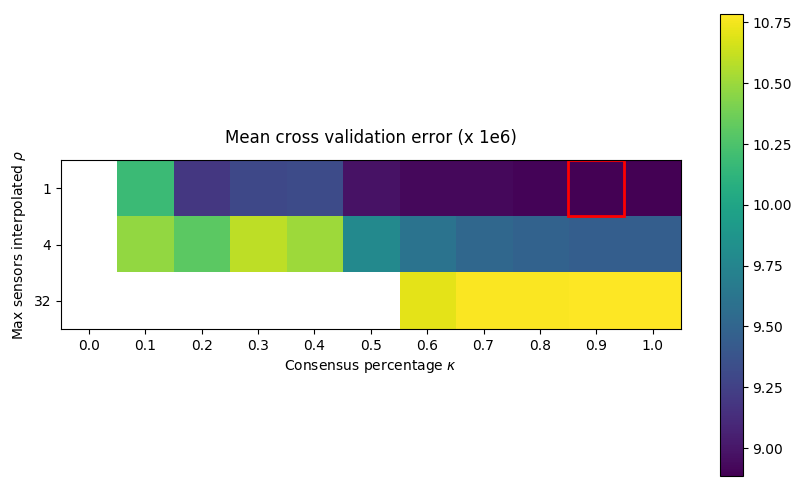 Mean cross validation error (x 1e6)
Max sensors interpolated ρ
1
4
32
0.0 0.1 0.2 0.3 0.4 0.5 0.6 0.7 0.8 0.9 1.0
Consensus percentage κ
10.75
10.50
10.25
10.00
9.75
9.50
9.25
9.00